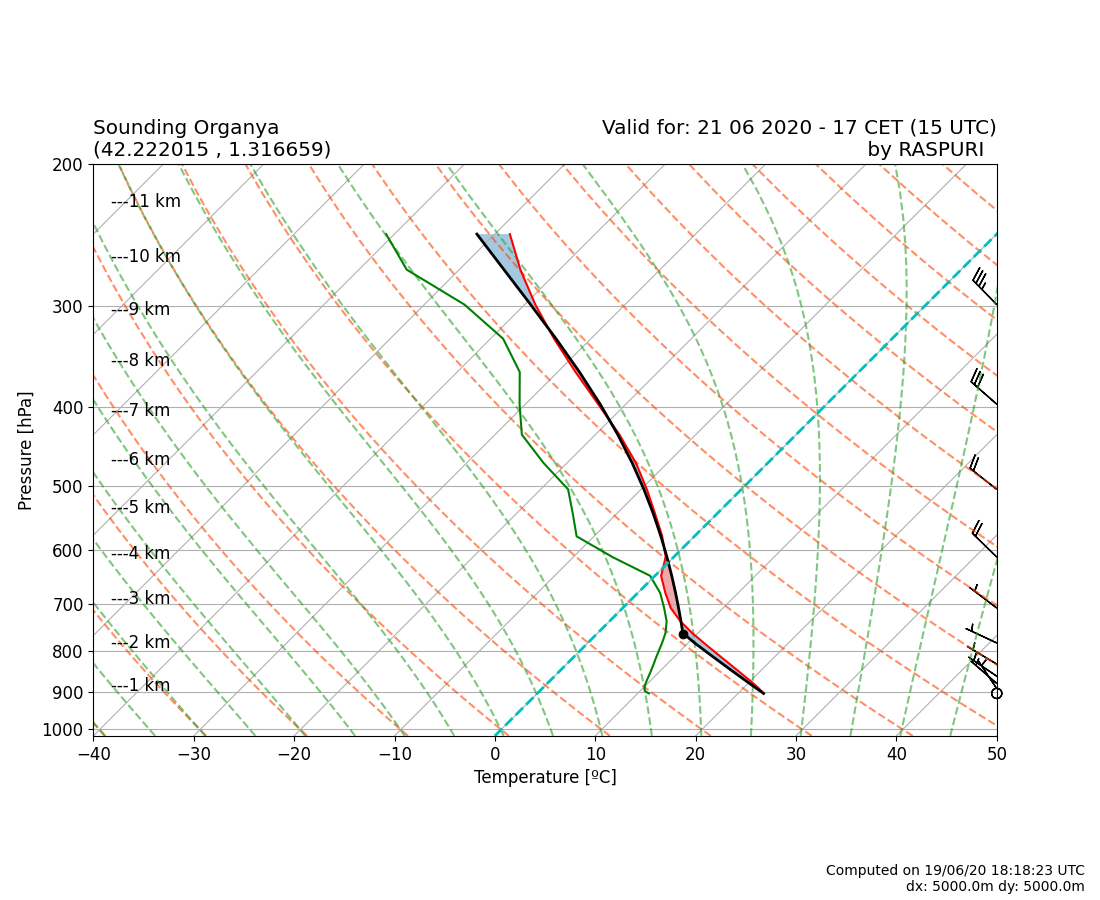 Sounding Organya
(42.222015 , 1.316659)
Valid for: 21 06 2020 - 17 CET (15 UTC)
by RASPURI
200
---11 km
---10 km
300
---9 km
---8 km
400
---7 km
---6 km
500
---5 km
---4 km
600
---3 km
700
---2 km
800
---1 km
900
1000
Pressure [hPa]
−40 −30 −20 −10 0 10 20 30 40 50
Temperature [ºC]
Computed on 19/06/20 18:18:23 UTC
dx: 5000.0m dy: 5000.0m